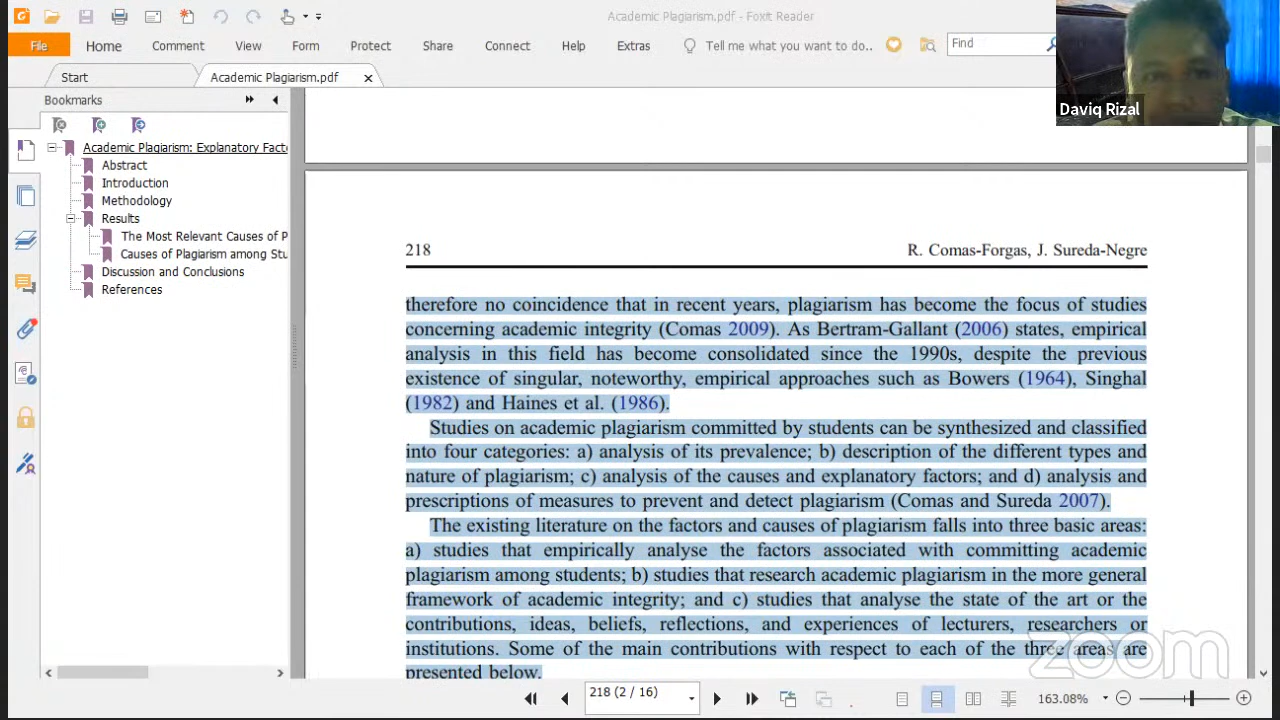 Academic Plagiarism.pdf - Foxit Reader
File Home Comment View Form Protect Share Connect Help Extras Tell me what you want to do.. Find
Start Academic Plagiarism.pdf
Daviq Rizal
Bookmarks
Academic Plagiarism: Explanatory Fact
Abstract
Introduction
Methodology
Results
The Most Relevant Causes of P
Causes of Plagiarism among Stu
Discussion and Conclusions
References
218 R. Comas-Forgas, J. Sureda-Negre
therefore no coincidence that in recent years, plagiarism has become the focus of studies
concerning academic integrity (Comas 2009). As Bertram-Gallant (2006) states, empirical
analysis in this field has become consolidated since the 1990s, despite the previous
existence of singular, noteworthy, empirical approaches such as Bowers (1964), Singhal
(1982) and Haines et al. (1986).
Studies on academic plagiarism committed by students can be synthesized and classified
into four categories: a) analysis of its prevalence; b) description of the different types and
nature of plagiarism; c) analysis of the causes and explanatory factors; and d) analysis and
prescriptions of measures to prevent and detect plagiarism (Comas and Sureda 2007).
The existing literature on the factors and causes of plagiarism falls into three basic areas:
a) studies that empirically analyse the factors associated with committing academic
plagiarism among students; b) studies that research academic plagiarism in the more general
framework of academic integrity; and c) studies that analyse the state of the art or the
contributions, ideas, beliefs, reflections, and experiences of lecturers, researchers or
institutions. Some of the main contributions with respect to each of the three areas are
presented below.
zoom
218 (2 / 16) 163.08%